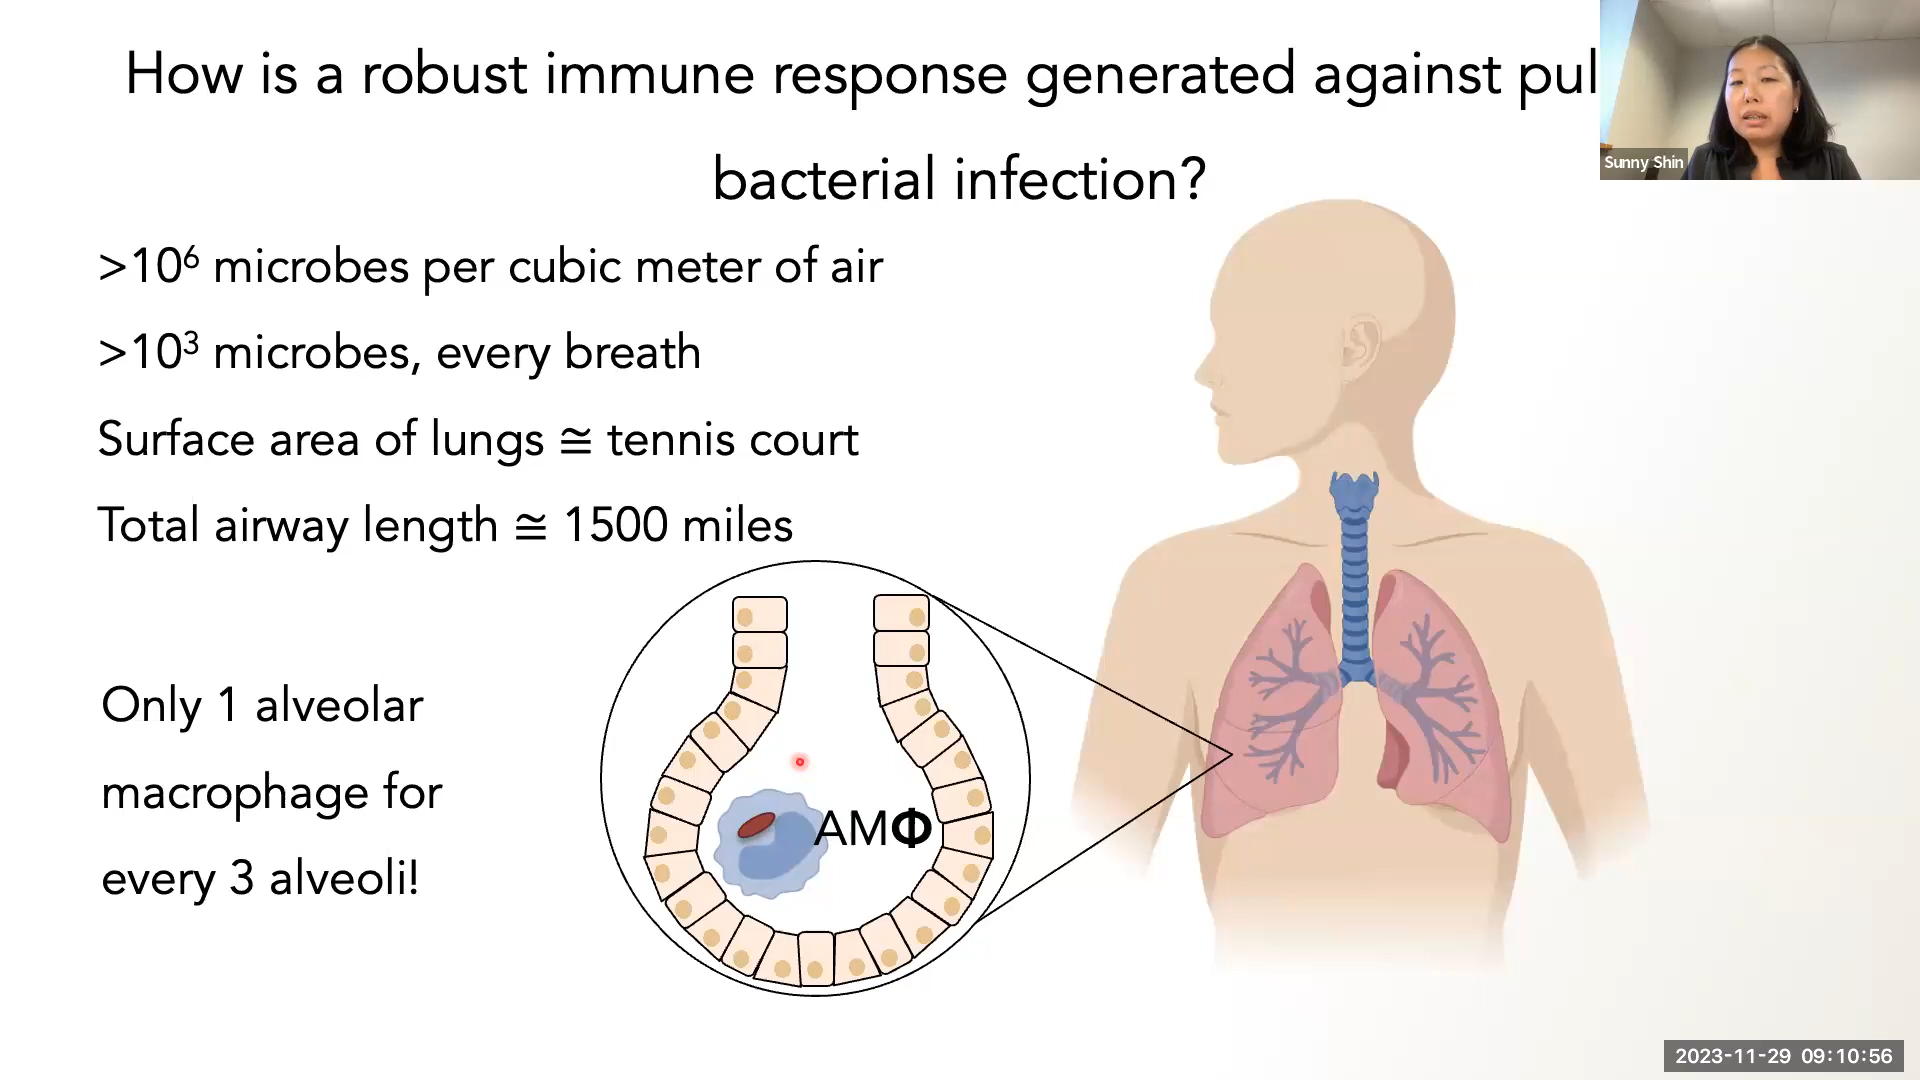 How is a robust immune response generated against pul
bacterial infection?
Sunny Shin
>10⁶ microbes per cubic meter of air
>10³ microbes, every breath
Surface area of lungs ≅ tennis court
Total airway length ≅ 1500 miles
Only 1 alveolar
macrophage for
every 3 alveoli!
AMΦ
2023-11-29 09:10:56